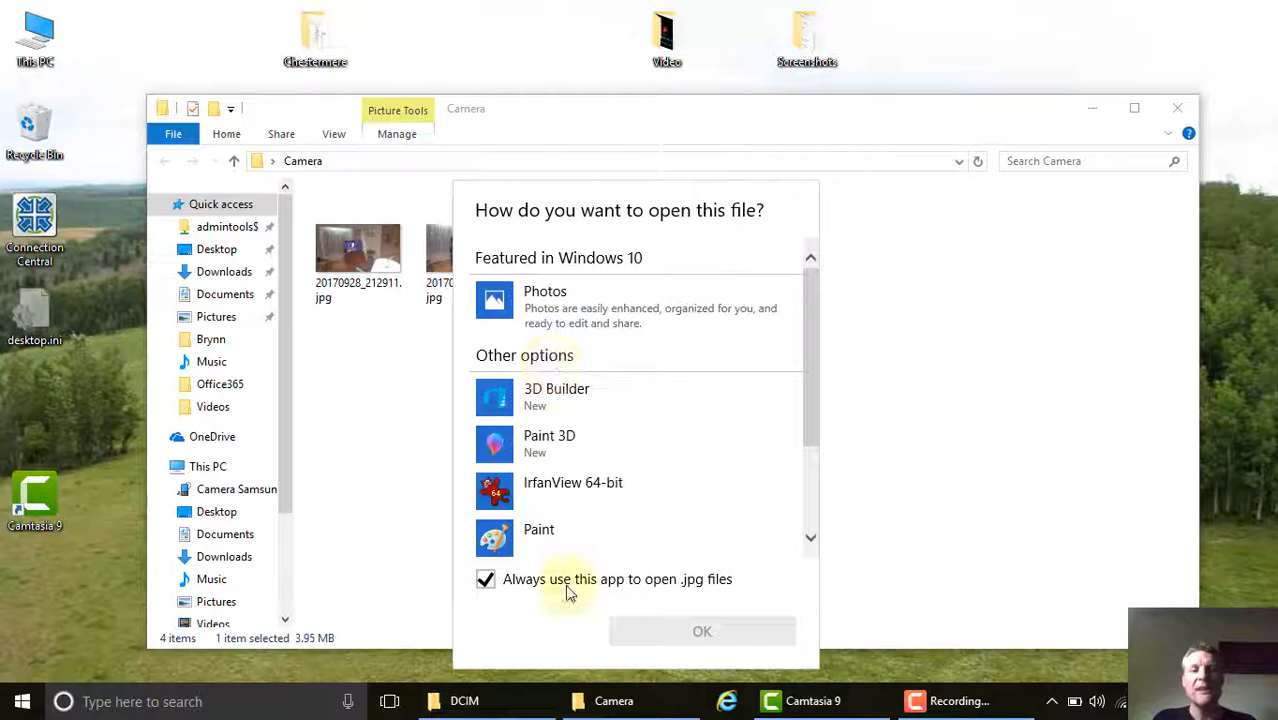 This PC
Chestermere
Video
Screenshots
Recycle Bin
Connection
Central
desktop.ini
Camtasia 9
Picture Tools
Camera
File
Home
Share
View
Manage
Camera
Search Camera
Quick access
admintools$
Desktop
Downloads
Documents
Pictures
Brynn
Music
Office365
Videos
OneDrive
This PC
Camera Samsun
Desktop
Documents
Downloads
Music
Pictures
Videos
20170928_212911.
jpg
2017
jpg
How do you want to open this file?
Featured in Windows 10
Photos
Photos are easily enhanced, organized for you, and
ready to edit and share.
Other options
3D Builder
New
Paint 3D
New
64
IrfanView 64-bit
Paint
Always use this app to open .jpg files
OK
4 items
1 item selected 3.95 MB
Type here to search
DCIM
Camera
Camtasia 9
Recording...